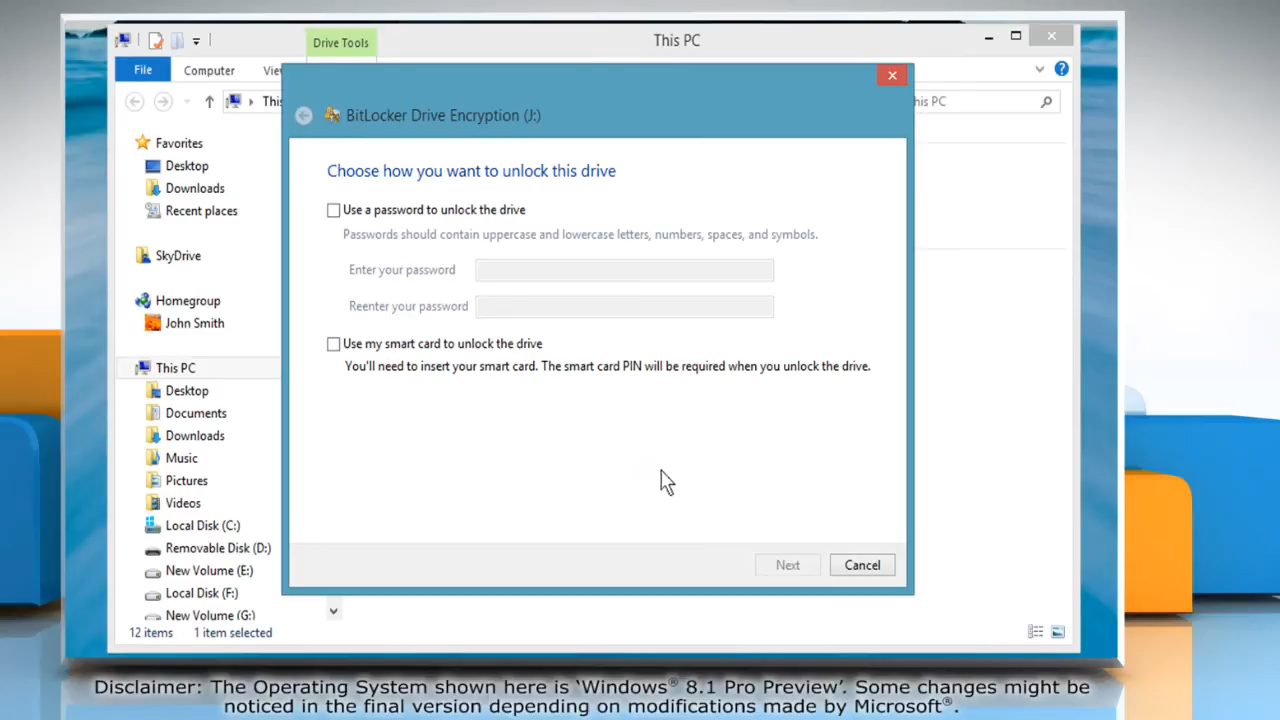 Drive Tools
This PC
File
Computer
Vie
This
his PC
BitLocker Drive Encryption (J:)
Choose how you want to unlock this drive
Use a password to unlock the drive
Passwords should contain uppercase and lowercase letters, numbers, spaces, and symbols.
Enter your password
Reenter your password
Use my smart card to unlock the drive
You'll need to insert your smart card. The smart card PIN will be required when you unlock the drive.
Next
Cancel
Favorites
Desktop
Downloads
Recent places
SkyDrive
Homegroup
John Smith
This PC
Desktop
Documents
Downloads
Music
Pictures
Videos
Local Disk (C:)
Removable Disk (D:)
New Volume (E:)
Local Disk (F:)
New Volume (G:)
12 items 1 item selected
Disclaimer: The Operating System shown here is ‘Windows® 8.1 Pro Preview’. Some changes might be
noticed in the final version depending on modifications made by Microsoft®.